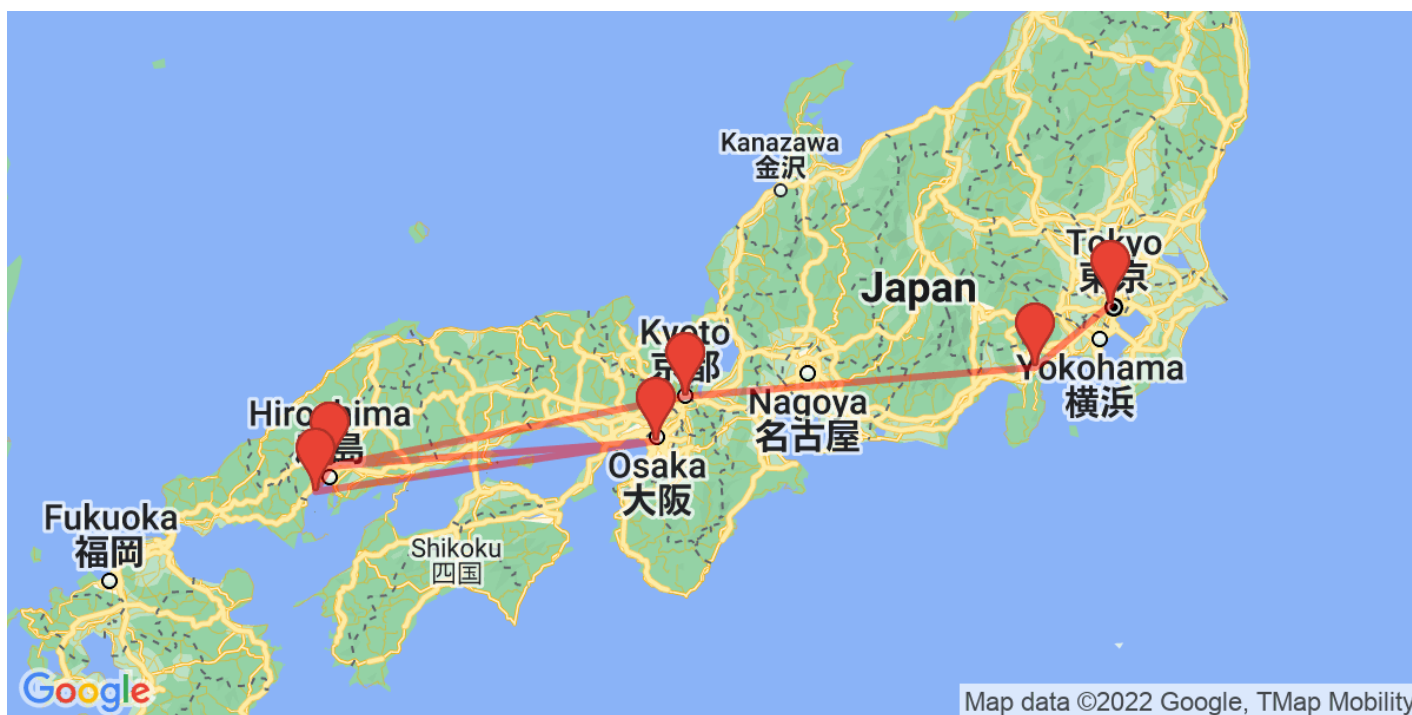 Kanazawa
金沢
Tokyo
東京
Japan
Kyoto
京都
Yokohama
横浜
Nagoya
名古屋
Hiroshima
島
Osaka
大阪
Fukuoka
福岡
Shikoku
四国
Google
Map data ©2022 Google, TMap Mobility